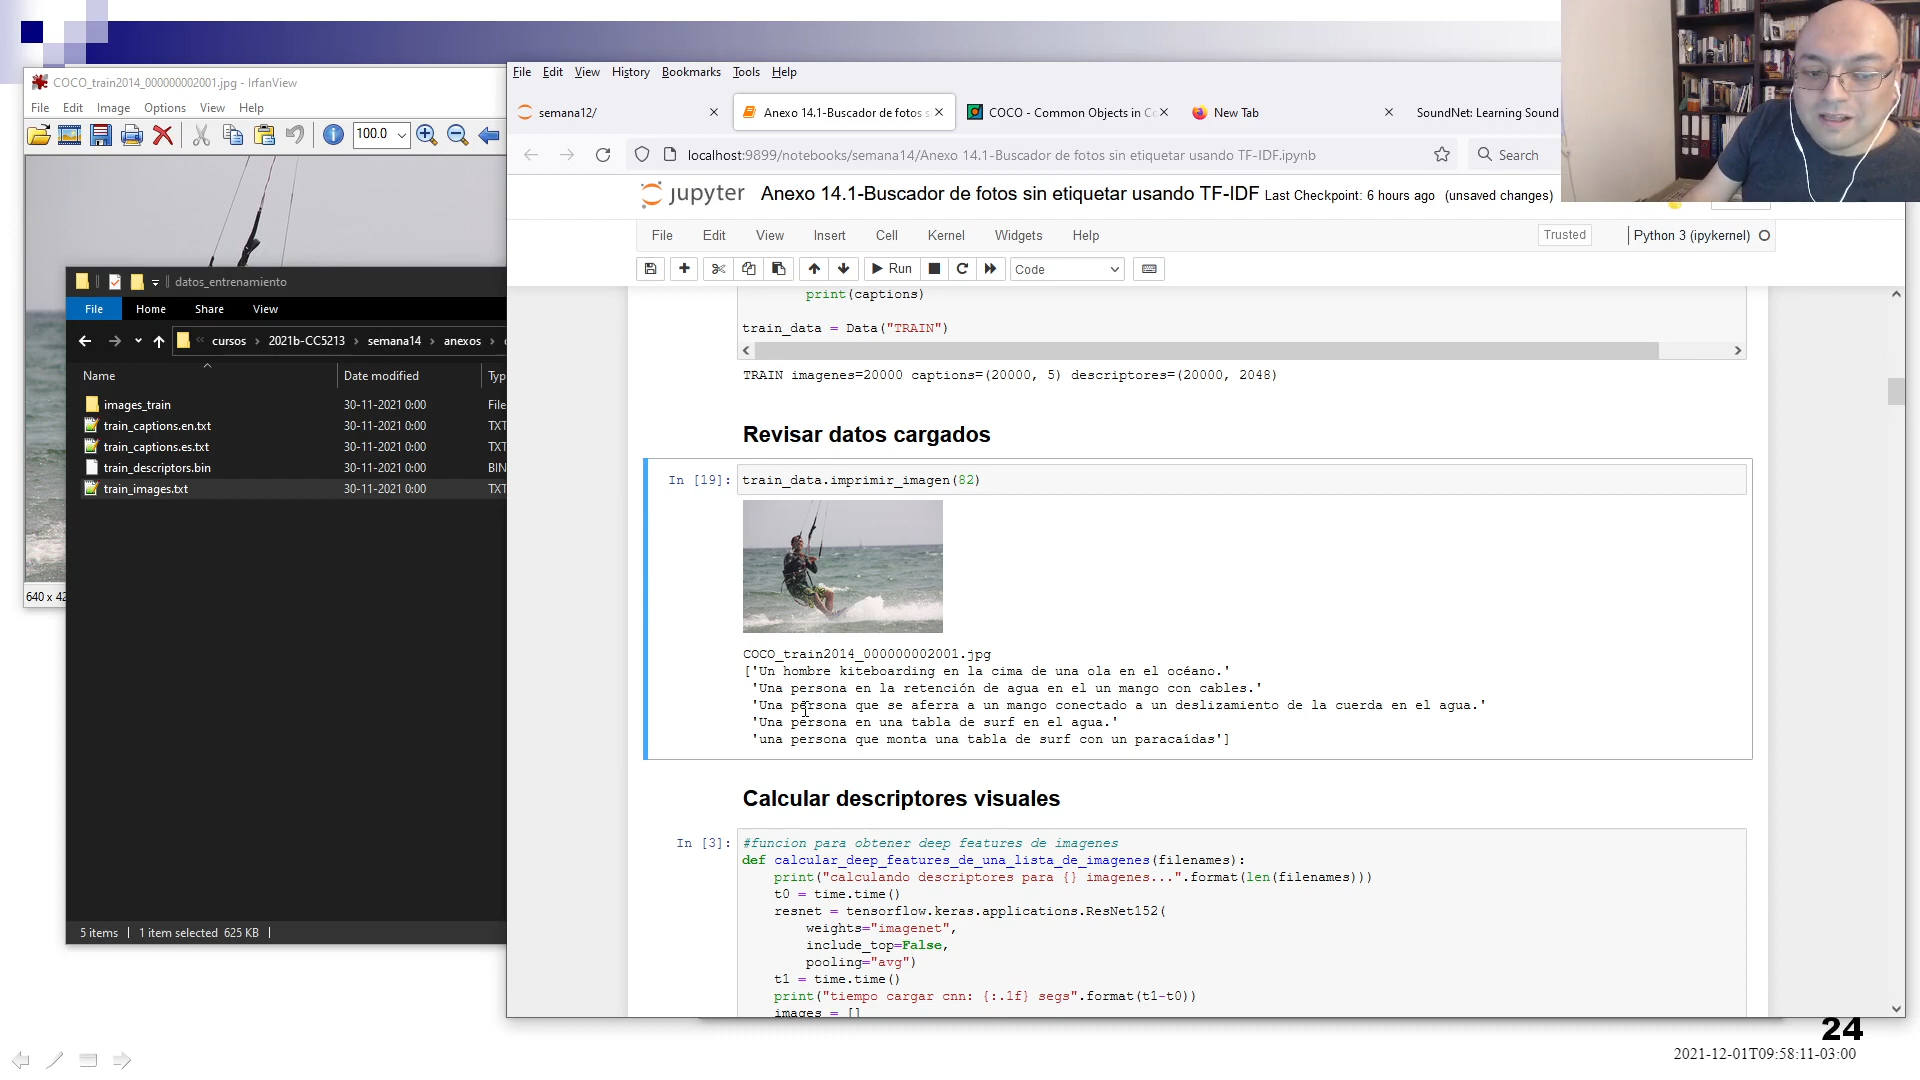 COCO_train2014_000000002001.jpg - IrfanView
File Edit Image Options View Help
100.0
640 x 42
datos_entrenamiento
File Home Share View
cursos > 2021b-CC5213 > semana14 > anexos >
Name Date modified Typ
images_train 30-11-2021 0:00 File
train_captions.en.txt 30-11-2021 0:00 TXT
train_captions.es.txt 30-11-2021 0:00 TXT
train_descriptors.bin 30-11-2021 0:00 BIN
train_images.txt 30-11-2021 0:00 TXT
5 items 1 item selected 625 KB
File Edit View History Bookmarks Tools Help
semana12/
Anexo 14.1-Buscador de fotos s
COCO - Common Objects in Co
New Tab
SoundNet: Learning Sound
localhost:9899/notebooks/semana14/Anexo 14.1-Buscador de fotos sin etiquetar usando TF-IDF.ipynb
Search
jupyter Anexo 14.1-Buscador de fotos sin etiquetar usando TF-IDF Last Checkpoint: 6 hours ago (unsaved changes)
File Edit View Insert Cell Kernel Widgets Help
Trusted
Python 3 (ipykernel)
Run
Code
print(captions)
train_data = Data("TRAIN")
TRAIN imagenes=20000 captions=(20000, 5) descriptores=(20000, 2048)
Revisar datos cargados
In [19]: train_data.imprimir_imagen(82)
COCO_train2014_000000002001.jpg
['Un hombre kiteboarding en la cima de una ola en el océano.'
'Una persona en la retención de agua en el un mango con cables.'
'Una persona que se aferra a un mango conectado a un deslizamiento de la cuerda en el agua.'
'Una persona en una tabla de surf en el agua.'
'una persona que monta una tabla de surf con un paracaídas']
Calcular descriptores visuales
In [3]: #funcion para obtener deep features de imagenes
def calcular_deep_features_de_una_lista_de_imagenes(filenames):
print("calculando descriptores para {} imagenes...".format(len(filenames)))
t0 = time.time()
resnet = tensorflow.keras.applications.ResNet152(
weights="imagenet",
include_top=False,
pooling="avg")
t1 = time.time()
print("tiempo cargar cnn: {:.1f} segs".format(t1-t0))
images = []
24
2021-12-01T09:58:11-03:00